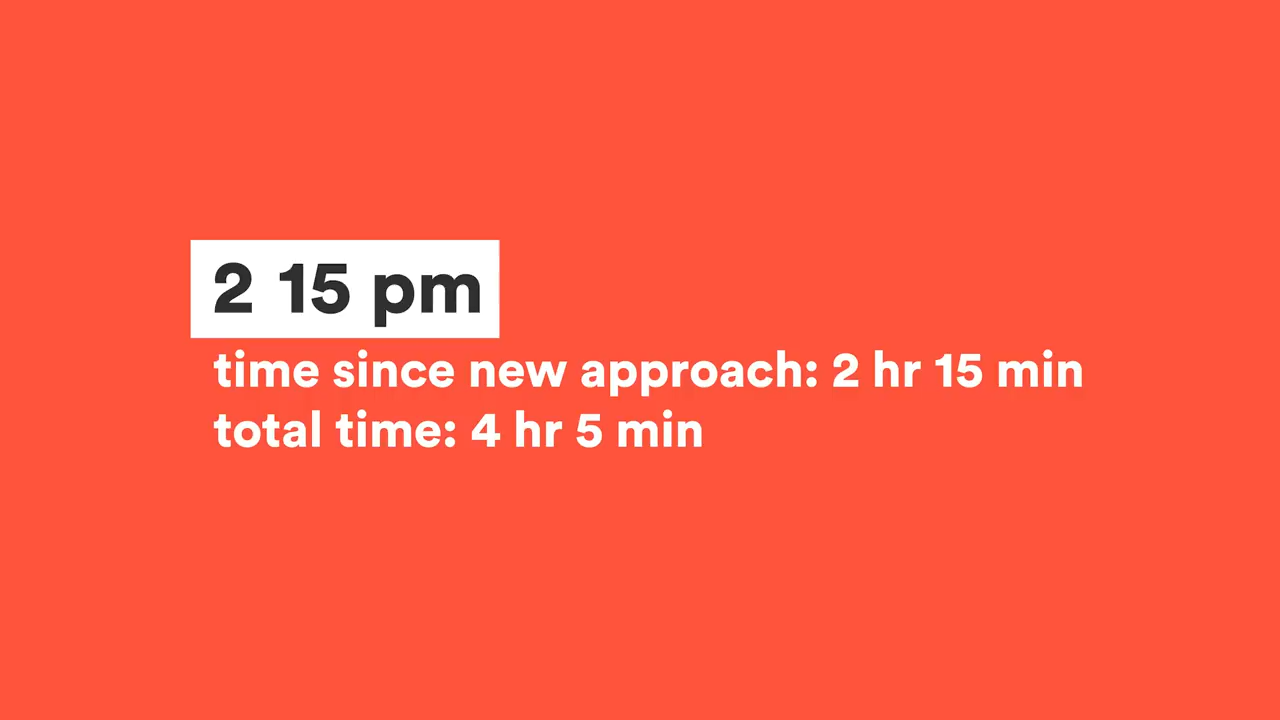 2 15 pm
time since new approach: 2 hr 15 min
total time: 4 hr 5 min